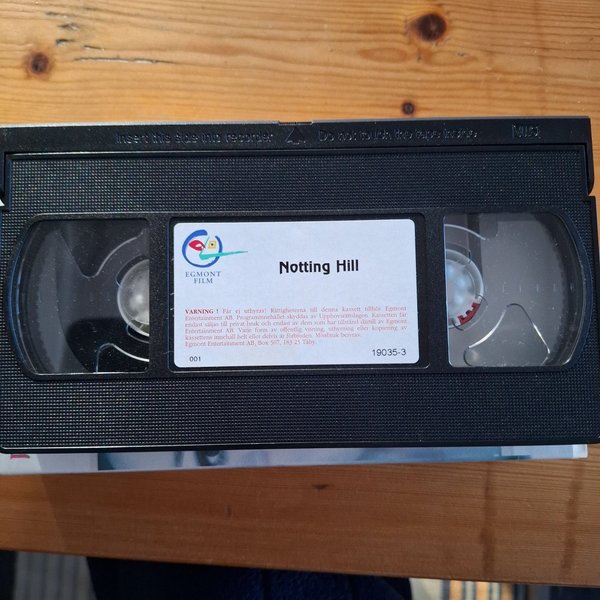 Insert this side into recorder Do not touch the tape inside VHS
EGMONT
FILM
Notting Hill
VARNING ! Får ej uthyras! Rättigheterna till denna kassett tillhör Egmont
Entertainment AB. Programinnehållet skyddas av Upphovsrättslagen. Kassetten får
endast säljas till privat bruk och endast av dem som har tillstånd därtill av Egmont
Entertainment AB. Varje form av offentlig visning, uthyrning eller kopiering av
kassettens innehåll helt eller delvis är förbjuden. Missbruk beivras.
Egmont Entertainment AB, Box 507, 183 25 Täby.
001
19035-3